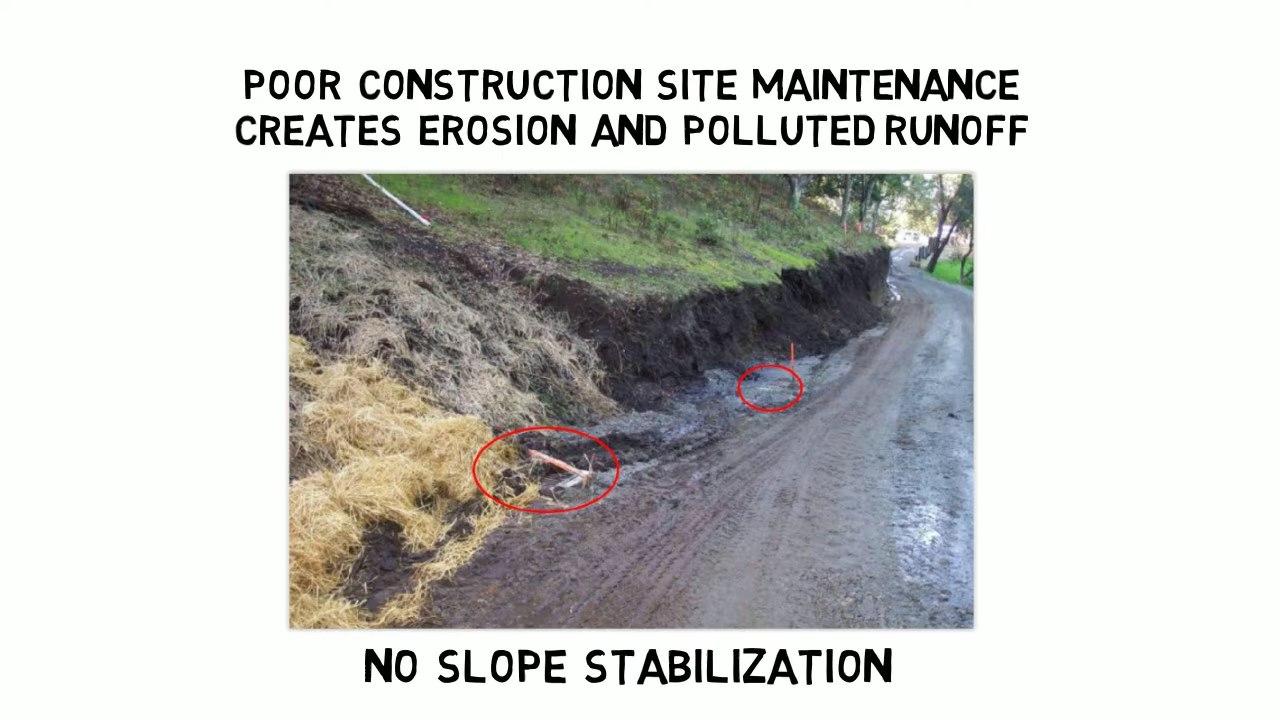 POOR CONSTRUCTION SITE MAINTENANCE
CREATES EROSION AND POLLUTED RUNOFF
NO SLOPE STABILIZATION